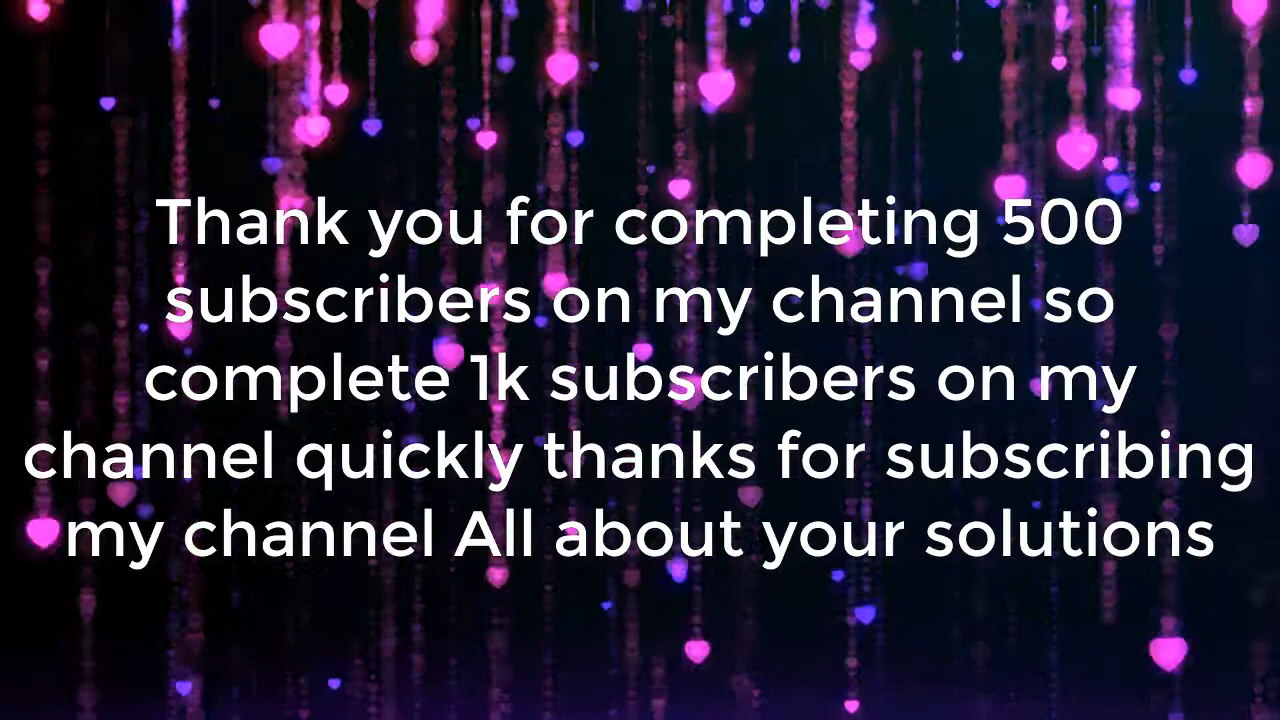 Thank you for completing 500
subscribers on my channel so
complete 1k subscribers on my
channel quickly thanks for subscribing
my channel All about your solutions